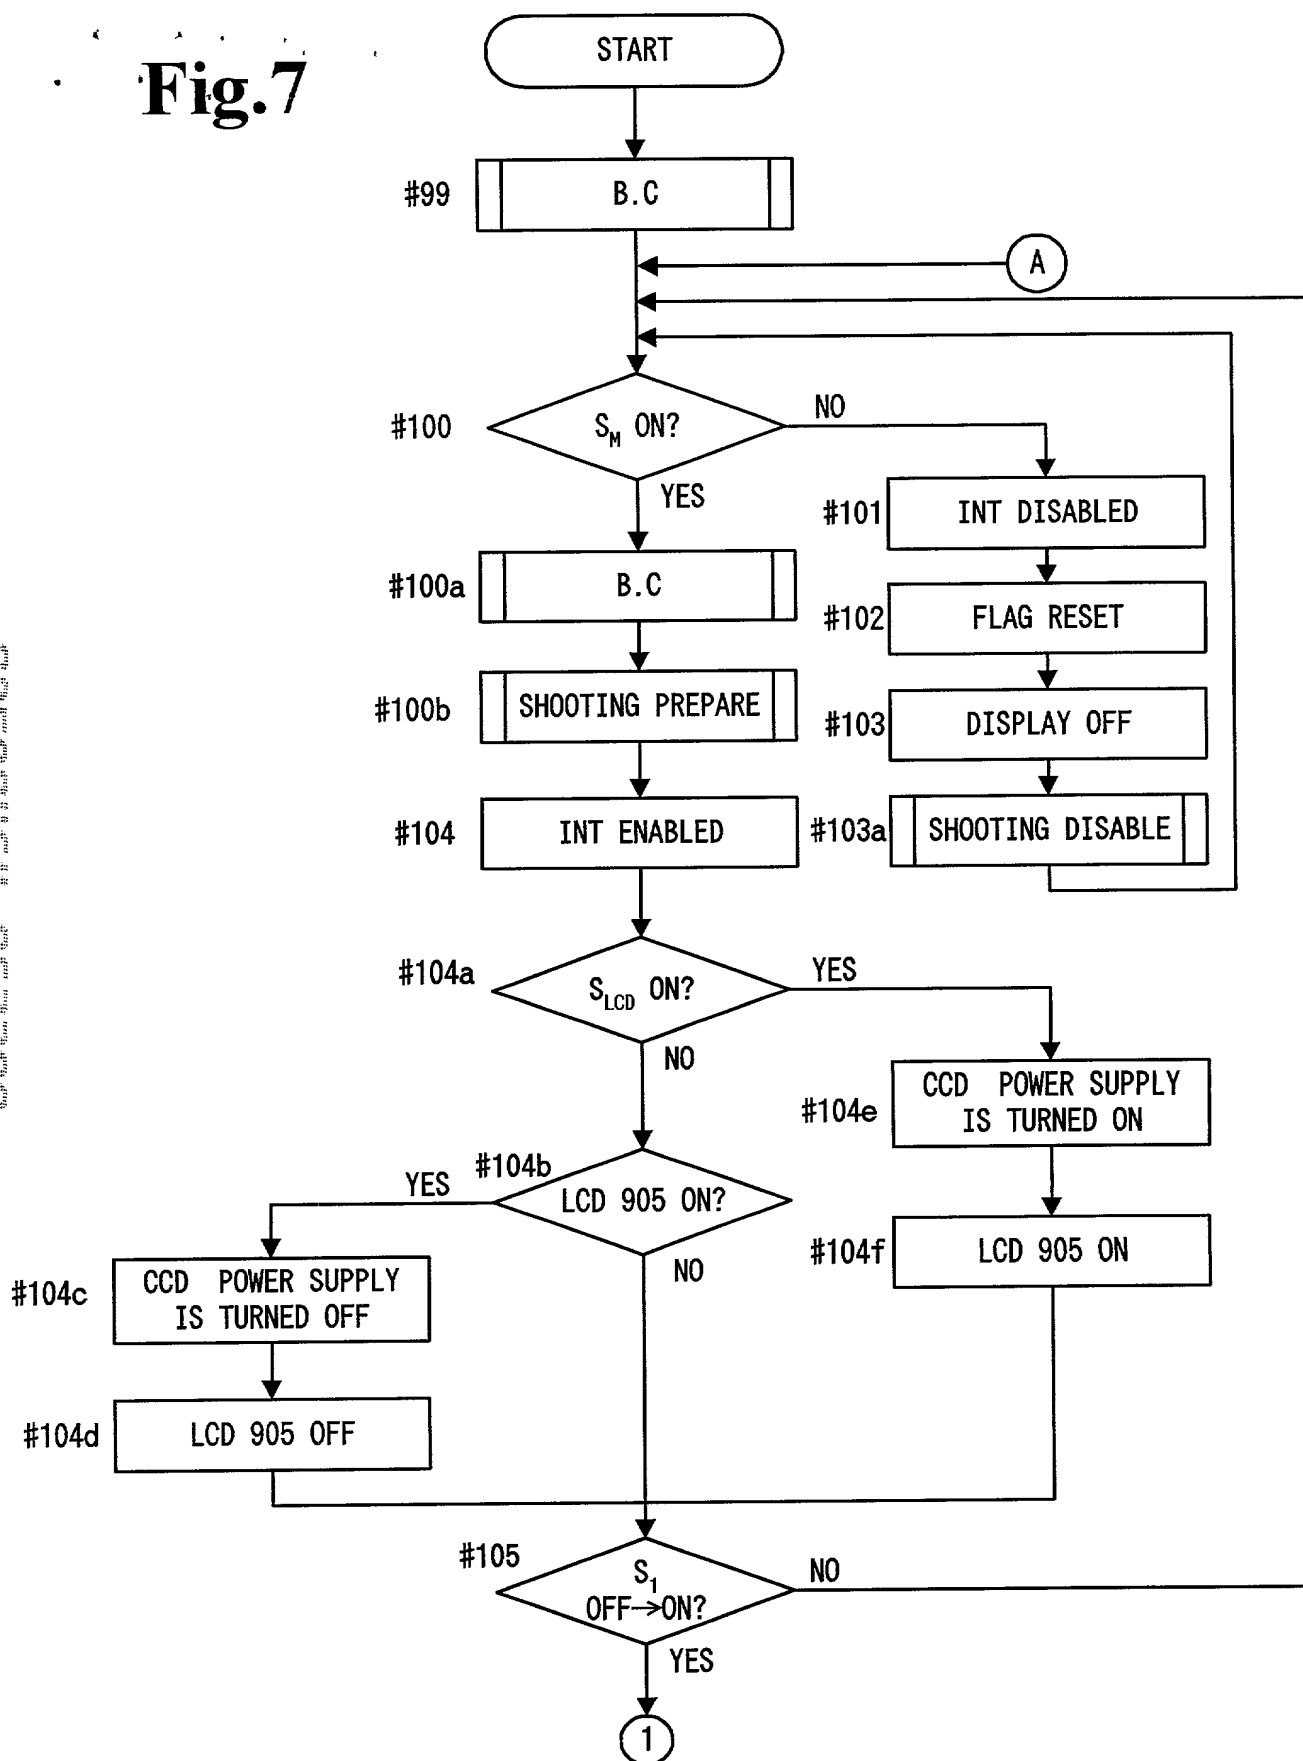 Fig.7
START
#99
B.C
A
#100
S_M ON?
NO
YES
#101
INT DISABLED
#100a
B.C
#102
FLAG RESET
#100b
SHOOTING PREPARE
#103
DISPLAY OFF
#104
INT ENABLED
#103a
SHOOTING DISABLE
#104a
S_LCD ON?
YES
NO
#104e
CCD POWER SUPPLY
IS TURNED ON
#104b
LCD 905 ON?
YES
NO
#104f
LCD 905 ON
#104c
CCD POWER SUPPLY
IS TURNED OFF
#104d
LCD 905 OFF
#105
S_1
OFF→ON?
NO
YES
1